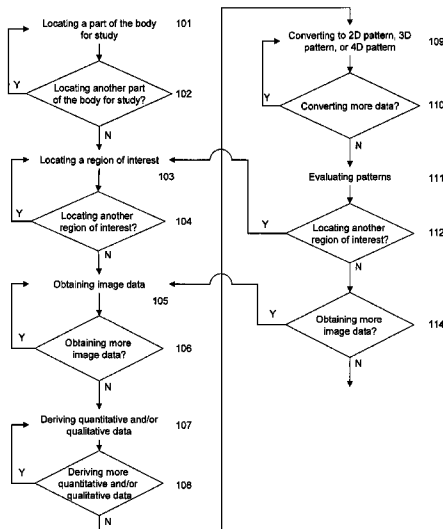 Locating a part of the body
for study
101
Y
Locating another part
of the body for study?
102
N
Locating a region of interest
103
Y
Locating another
region of interest?
104
N
Obtaining image data
105
Y
Obtaining more
image data?
106
N
Deriving quantitative and/or
qualitative data
107
Y
Deriving more
quantitative and/or
qualitative data
108
N
Converting to 2D pattern, 3D
pattern, or 4D pattern
109
Y
Converting more data?
110
N
Evaluating patterns
111
Y
Locating another
region of interest?
112
N
Y
Obtaining more
image data?
114
N